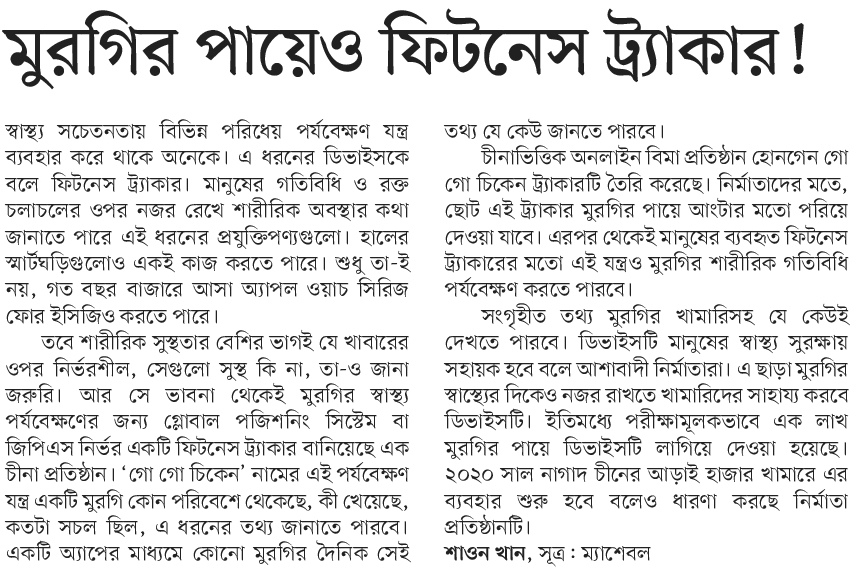 মুরগির পায়েও ফিটনেস ট্র্যাকার!
স্বাস্থ্য সচেতনতায় বিভিন্ন পরিধেয় পর্যবেক্ষণ যন্ত্র
ব্যবহার করে থাকে অনেকে। এ ধরনের ডিভাইসকে
বলে ফিটনেস ট্র্যাকার। মানুষের গতিবিধি ও রক্ত
চলাচলের ওপর নজর রেখে শারীরিক অবস্থার কথা
জানাতে পারে এই ধরনের প্রযুক্তিপণ্যগুলো। হালের
স্মার্টঘড়িগুলোও একই কাজ করতে পারে। শুধু তা-ই
নয়, গত বছর বাজারে আসা অ্যাপল ওয়াচ সিরিজ
ফোর ইসিজিও করতে পারে।
তবে শারীরিক সুস্থতার বেশির ভাগই যে খাবারের
ওপর নির্ভরশীল, সেগুলো সুস্থ কি না, তা-ও জানা
জরুরি। আর সে ভাবনা থেকেই মুরগির স্বাস্থ্য
পর্যবেক্ষণের জন্য গ্লোবাল পজিশনিং সিস্টেম বা
জিপিএস নির্ভর একটি ফিটনেস ট্র্যাকার বানিয়েছে এক
চীনা প্রতিষ্ঠান। ‘গো গো চিকেন’ নামের এই পর্যবেক্ষণ
যন্ত্র একটি মুরগি কোন পরিবেশে থেকেছে, কী খেয়েছে,
কতটা সচল ছিল, এ ধরনের তথ্য জানাতে পারবে।
একটি অ্যাপের মাধ্যমে কোনো মুরগির দৈনিক সেই
তথ্য যে কেউ জানতে পারবে।
চীনাভিত্তিক অনলাইন বিমা প্রতিষ্ঠান হোনগেন গো
গো চিকেন ট্র্যাকারটি তৈরি করেছে। নির্মাতাদের মতে,
ছোট এই ট্র্যাকার মুরগির পায়ে আংটার মতো পরিয়ে
দেওয়া যাবে। এরপর থেকেই মানুষের ব্যবহৃত ফিটনেস
ট্র্যাকারের মতো এই যন্ত্রও মুরগির শারীরিক গতিবিধি
পর্যবেক্ষণ করতে পারবে।
সংগৃহীত তথ্য মুরগির খামারিসহ যে কেউই
দেখতে পারবে। ডিভাইসটি মানুষের স্বাস্থ্য সুরক্ষায়
সহায়ক হবে বলে আশাবাদী নির্মাতারা। এ ছাড়া মুরগির
স্বাস্থ্যের দিকেও নজর রাখতে খামারিদের সাহায্য করবে
ডিভাইসটি। ইতিমধ্যে পরীক্ষামূলকভাবে এক লাখ
মুরগির পায়ে ডিভাইসটি লাগিয়ে দেওয়া হয়েছে।
২০২০ সাল নাগাদ চীনের আড়াই হাজার খামারে এর
ব্যবহার শুরু হবে বলেও ধারণা করছে নির্মাতা
প্রতিষ্ঠানটি।
শাওন খান, সূত্র: ম্যাশেবল